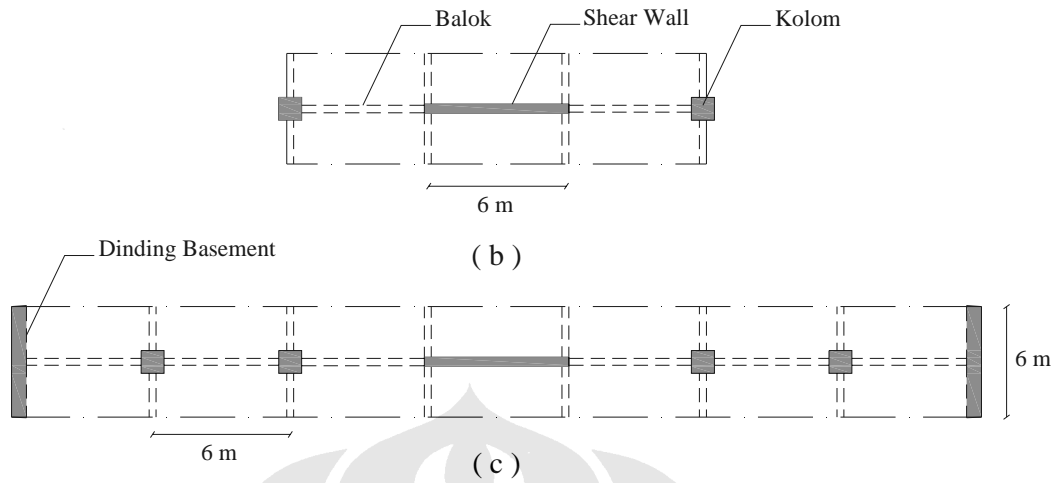 Balok
Shear Wall
Kolom
6 m
( b )
Dinding Basement
6 m
6 m
( c )